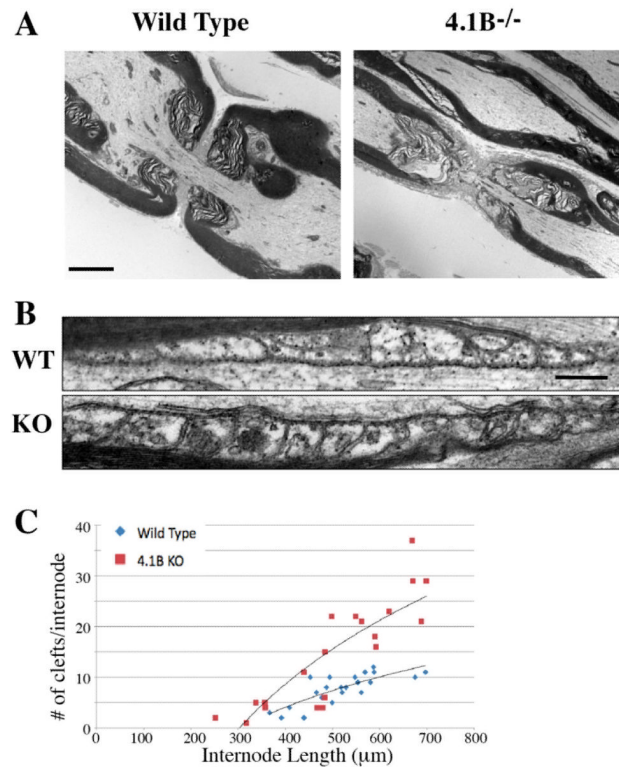 A
Wild Type
4.1B-/-
B
WT
KO
C
Wild Type
4.1B KO
# of clefts/internode
40
30
20
10
0
0 100 200 300 400 500 600 700 800
Internode Length (µm)